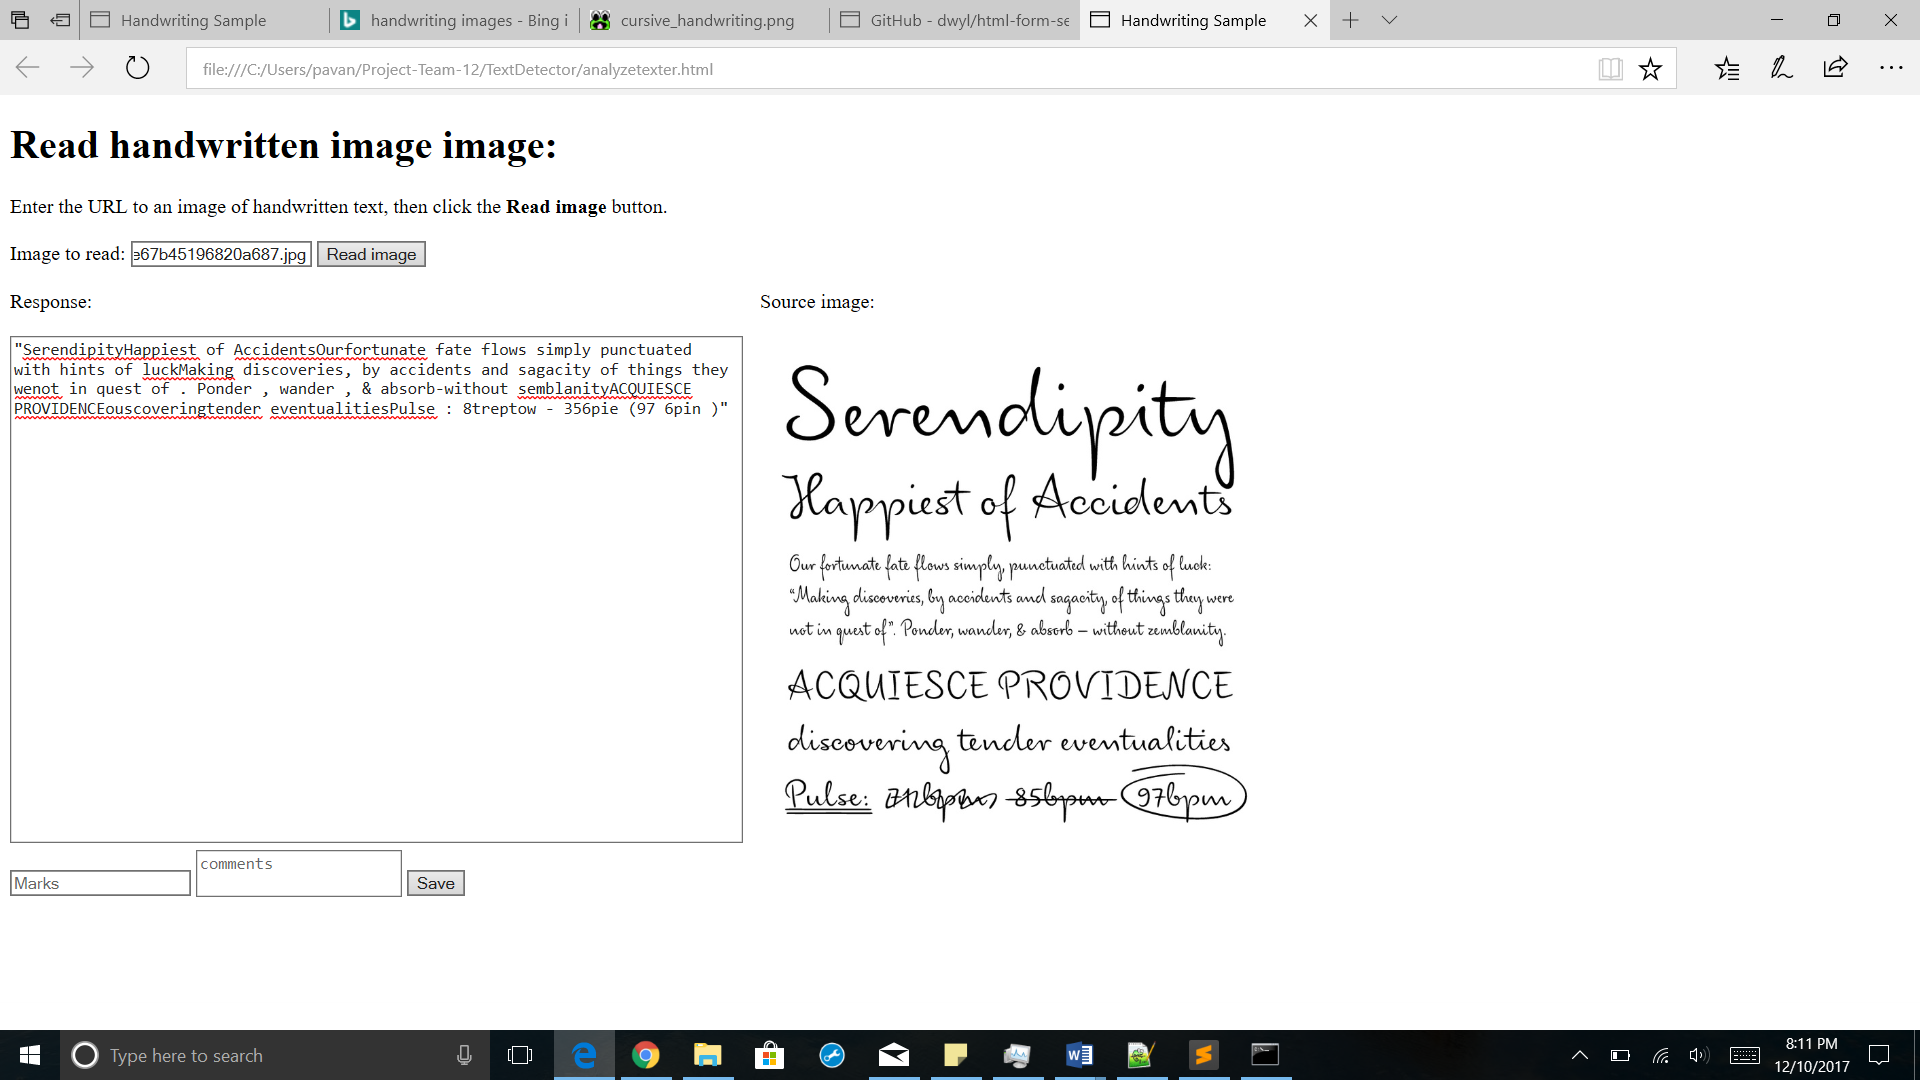 Handwriting Sample
handwriting images - Bing i
cursive_handwriting.png
GitHub - dwyl/html-form-se
Handwriting Sample
file:///C:/Users/pavan/Project-Team-12/TextDetector/analyzetexter.html
Read handwritten image image:
Enter the URL to an image of handwritten text, then click the Read image button.
Image to read: e67b45196820a687.jpg Read image
Response:
"SerendipityHappiest of AccidentsOurfortunate fate flows simply punctuated
with hints of luckMaking discoveries, by accidents and sagacity of things they
wenot in quest of . Ponder , wander , & absorb-without semblanityACQUIESCE
PROVIDENCEouscoveringtender eventualitiesPulse : 8treptow - 356pie (97 6pin )"
Marks
comments
Save
Source image:
Serendipity
Happiest of Accidents
Our fortunate fate flows simply, punctuated with hints of luck:
“Making discoveries, by accidents and sagacity, of things they were
not in quest of”. Ponder, wander, & absorb – without zemblanity.
ACQUIESCE PROVIDENCE
discovering tender eventualities
Pulse: 85bpm 97bpm
Type here to search
8:11 PM
12/10/2017